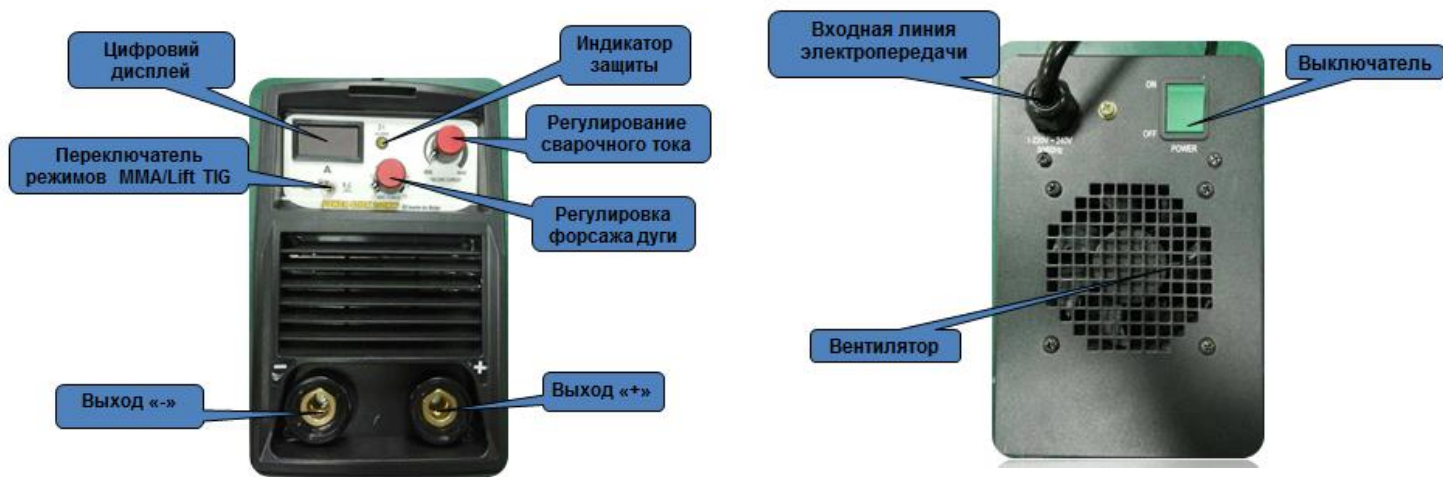 Цифровий
дисплей
Индикатор
защиты
Регулирование
сварочного тока
Переключатель
режимов MMA/Lift TIG
Регулировка
форсажа дуги
A
−
+
Выход «-»
Выход «+»
Входная линия
электропередачи
Выключатель
ON
OFF
POWER
Вентилятор